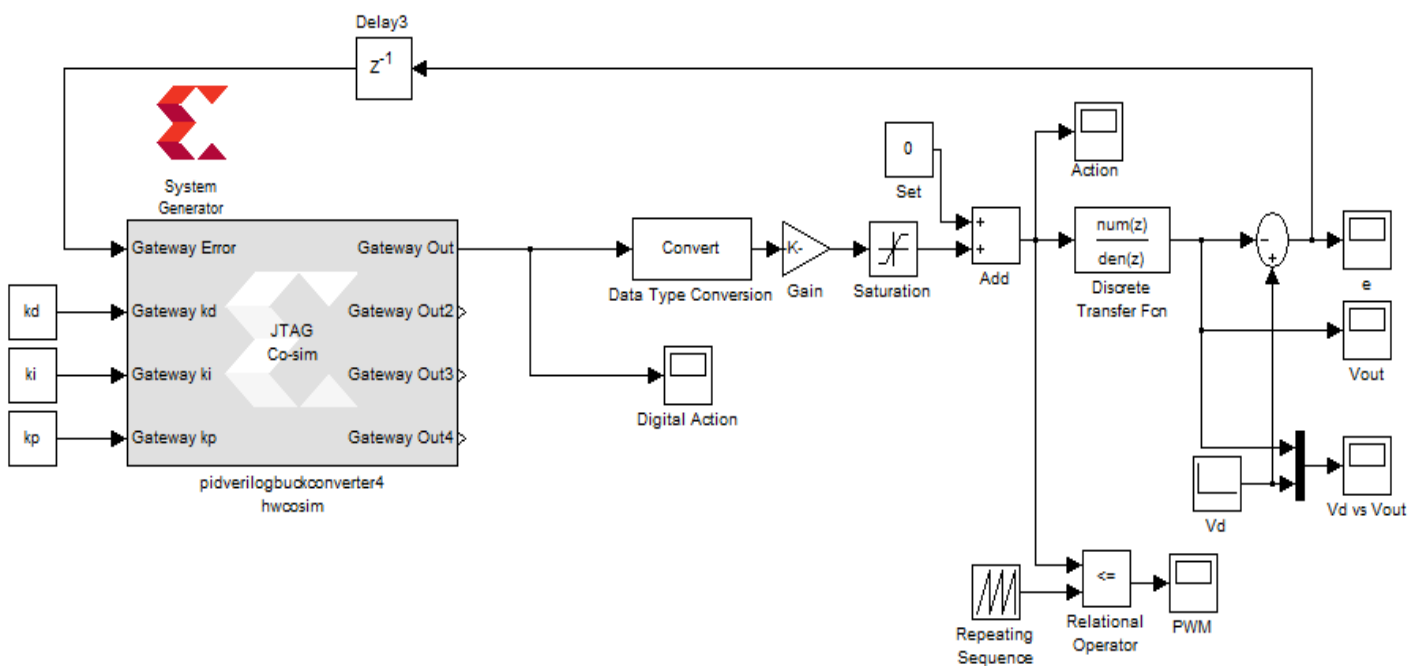 Delay3
Z-1
System
Generator
0
Set
Action
Gateway Error
Gateway Out
Convert
Data Type Conversion
-K-
Gain
Saturation
+
+
Add
num(z)
den(z)
Discrete
Transfer Fcn
-
+
e
kd
Gateway kd
Gateway Out2
JTAG
Co-sim
ki
Gateway ki
Gateway Out3
kp
Gateway kp
Gateway Out4
pidverilogbuckconverter4
hwcosim
Digital Action
Vout
Vd
Vd vs Vout
Repeating
Sequence
<=
Relational
Operator
PWM